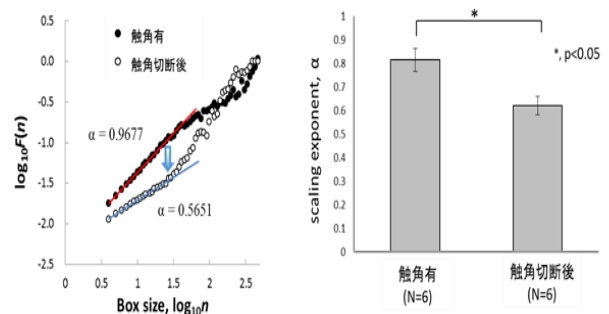 0.5
0.0
-0.5
-1.0
-1.5
-2.0
-2.5
log₁₀F(n)
● 触角有
○ 触角切断後
α = 0.9677
α = 0.5651
0 0.5 1 1.5 2 2.5
Box size, log₁₀n
1
0.9
0.8
0.7
0.6
0.5
0.4
0.3
0.2
0.1
0
scaling exponent, α
*
*, p<0.05
触角有
(N=6)
触角切断後
(N=6)